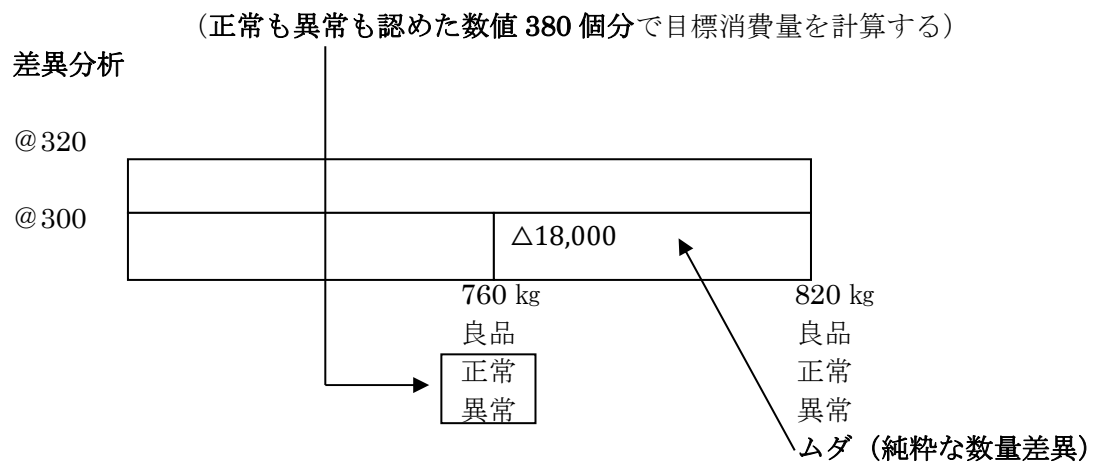 （正常も異常も認めた数値 380 個分で目標消費量を計算する）
差異分析
＠320
＠300
△18,000
760 ㎏
820 ㎏
良品
良品
正常
正常
異常
異常
ムダ（純粋な数量差異）